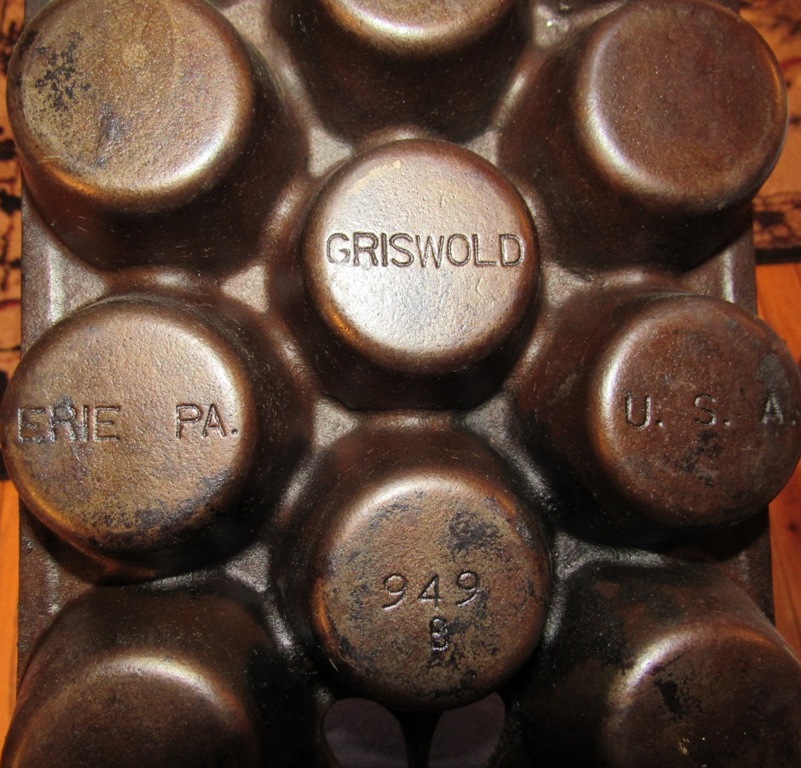 GRISWOLD
ERIE PA.
U. S. A.
949
B